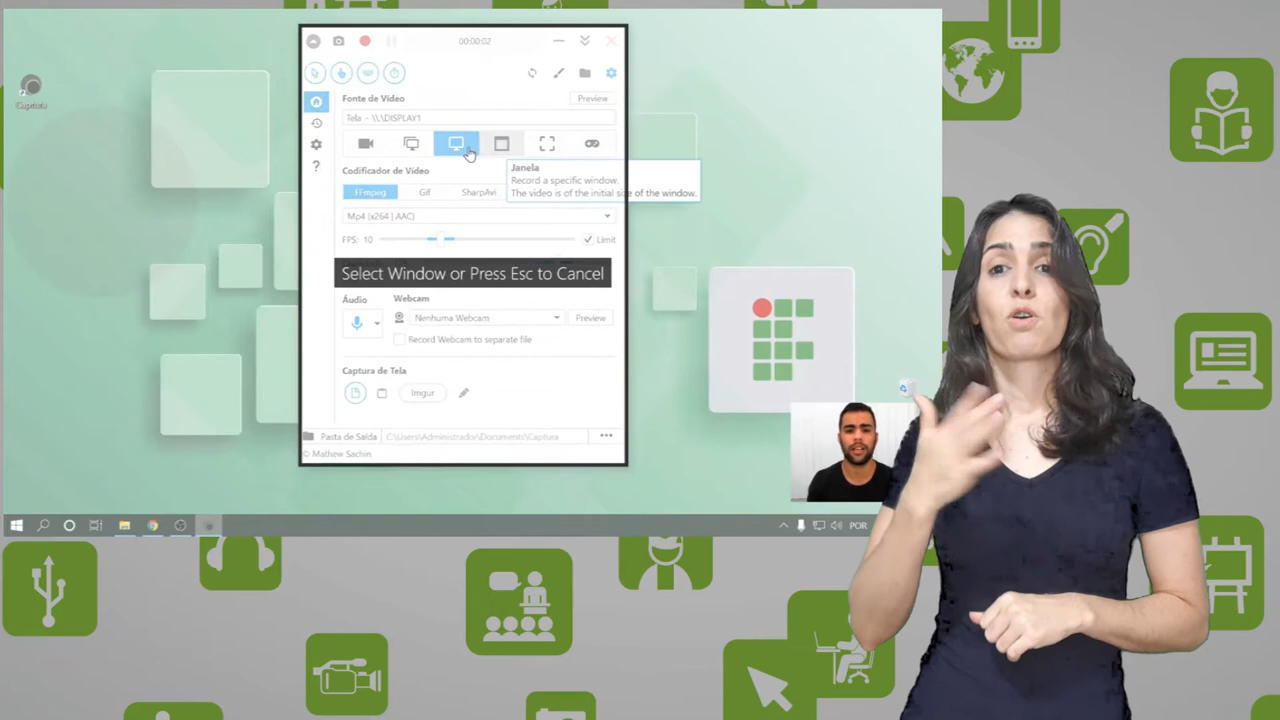 00:00:02
Captura
Fonte de Vídeo
Preview
Tela - \\.\DISPLAY1
Janela
Record a specific window.
The video is of the initial size of the window.
Codificador de Vídeo
FFmpeg Gif SharpAvi
Mp4 (x264 | AAC)
FPS: 10
Limit
Select Window or Press Esc to Cancel
Áudio
Webcam
Nenhuma Webcam
Preview
Record Webcam to separate file
Captura de Tela
Imgur
Pasta de Saída
C:\Users\Administrador\Documents\Captura
© Mathew Sachin
POR